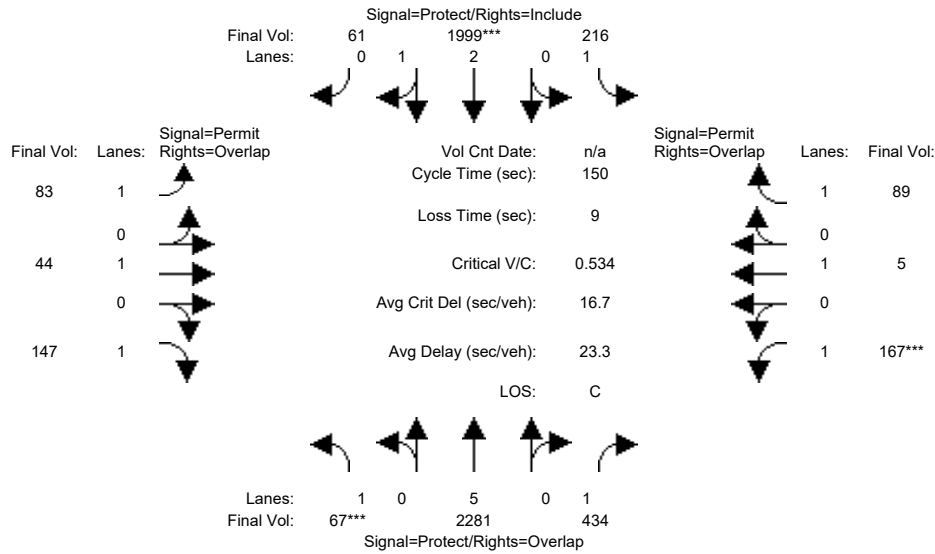 Signal=Protect/Rights=Include
Final Vol: 61 1999*** 216
Lanes: 0 1 2 0 1
Signal=Permit
Final Vol: Lanes: Rights=Overlap
Vol Cnt Date: n/a
Signal=Permit
Rights=Overlap Lanes: Final Vol:
Cycle Time (sec): 150
83 1
1 89
Loss Time (sec): 9
0
0
44 1
Critical V/C: 0.534
1 5
0
Avg Crit Del (sec/veh): 16.7
0
147 1
Avg Delay (sec/veh): 23.3
1 167***
LOS: C
Lanes: 1 0 5 0 1
Final Vol: 67*** 2281 434
Signal=Protect/Rights=Overlap